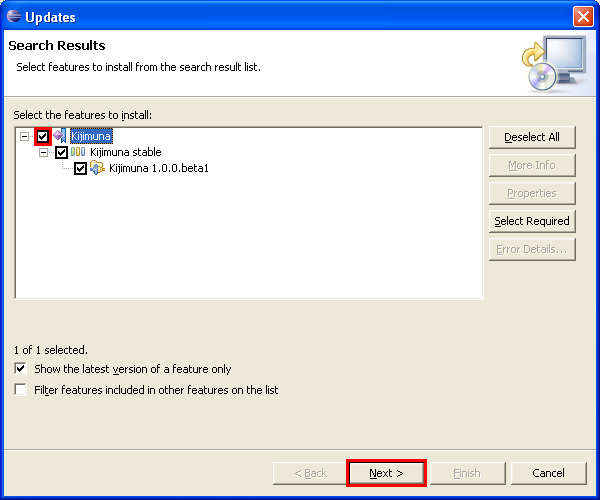 Updates
Search Results
Select features to install from the search result list.
Select the features to install:
Kijimuna
Kijimuna stable
Kijimuna 1.0.0.beta1
Deselect All
More Info
Properties
Select Required
Error Details...
1 of 1 selected.
Show the latest version of a feature only
Filter features included in other features on the list
< Back
Next >
Finish
Cancel